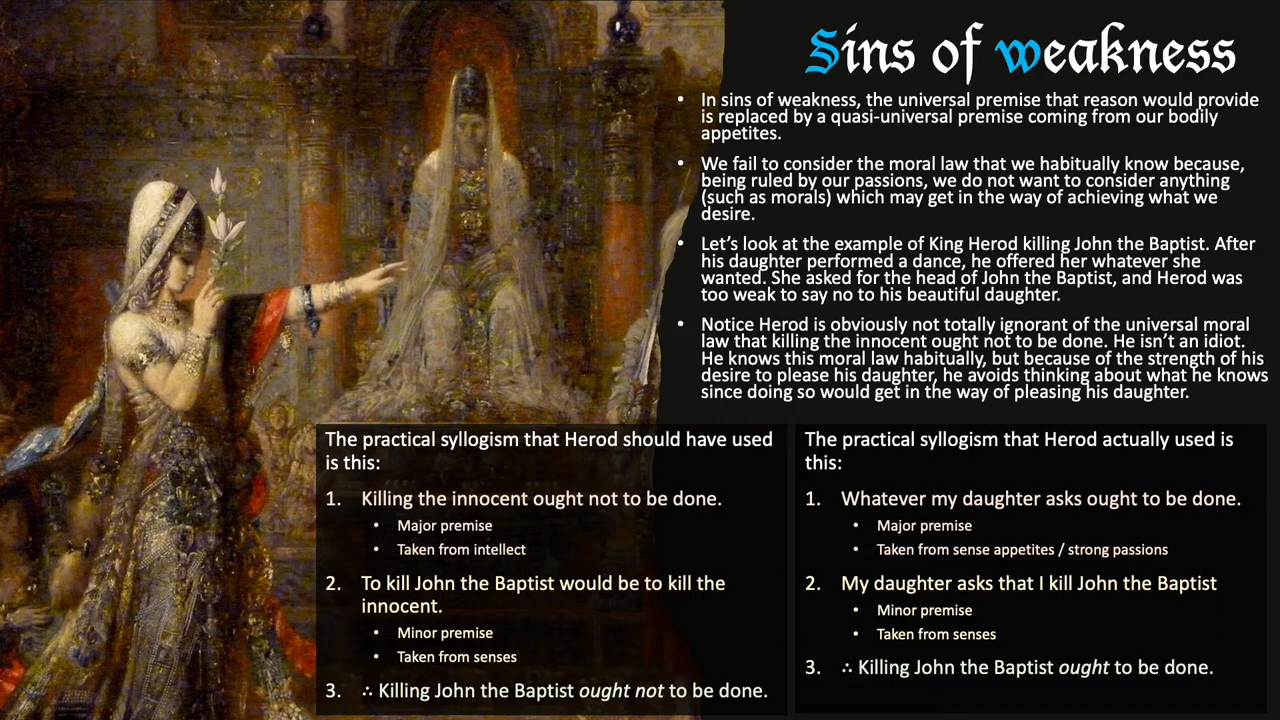 Sins of weakness
• In sins of weakness, the universal premise that reason would provide
is replaced by a quasi-universal premise coming from our bodily
appetites.
• We fail to consider the moral law that we habitually know because,
being ruled by our passions, we do not want to consider anything
(such as morals) which may get in the way of achieving what we
desire.
• Let’s look at the example of King Herod killing John the Baptist. After
his daughter performed a dance, he offered her whatever she
wanted. She asked for the head of John the Baptist, and Herod was
too weak to say no to his beautiful daughter.
• Notice Herod is obviously not totally ignorant of the universal moral
law that killing the innocent ought not to be done. He isn’t an idiot.
He knows this moral law habitually, but because of the strength of his
desire to please his daughter, he avoids thinking about what he knows
since doing so would get in the way of pleasing his daughter.
The practical syllogism that Herod should have used
is this:
1. Killing the innocent ought not to be done.
• Major premise
• Taken from intellect
2. To kill John the Baptist would be to kill the
innocent.
• Minor premise
• Taken from senses
3. ∴ Killing John the Baptist ought not to be done.
The practical syllogism that Herod actually used is
this:
1. Whatever my daughter asks ought to be done.
• Major premise
• Taken from sense appetites / strong passions
2. My daughter asks that I kill John the Baptist
• Minor premise
• Taken from senses
3. ∴ Killing John the Baptist ought to be done.